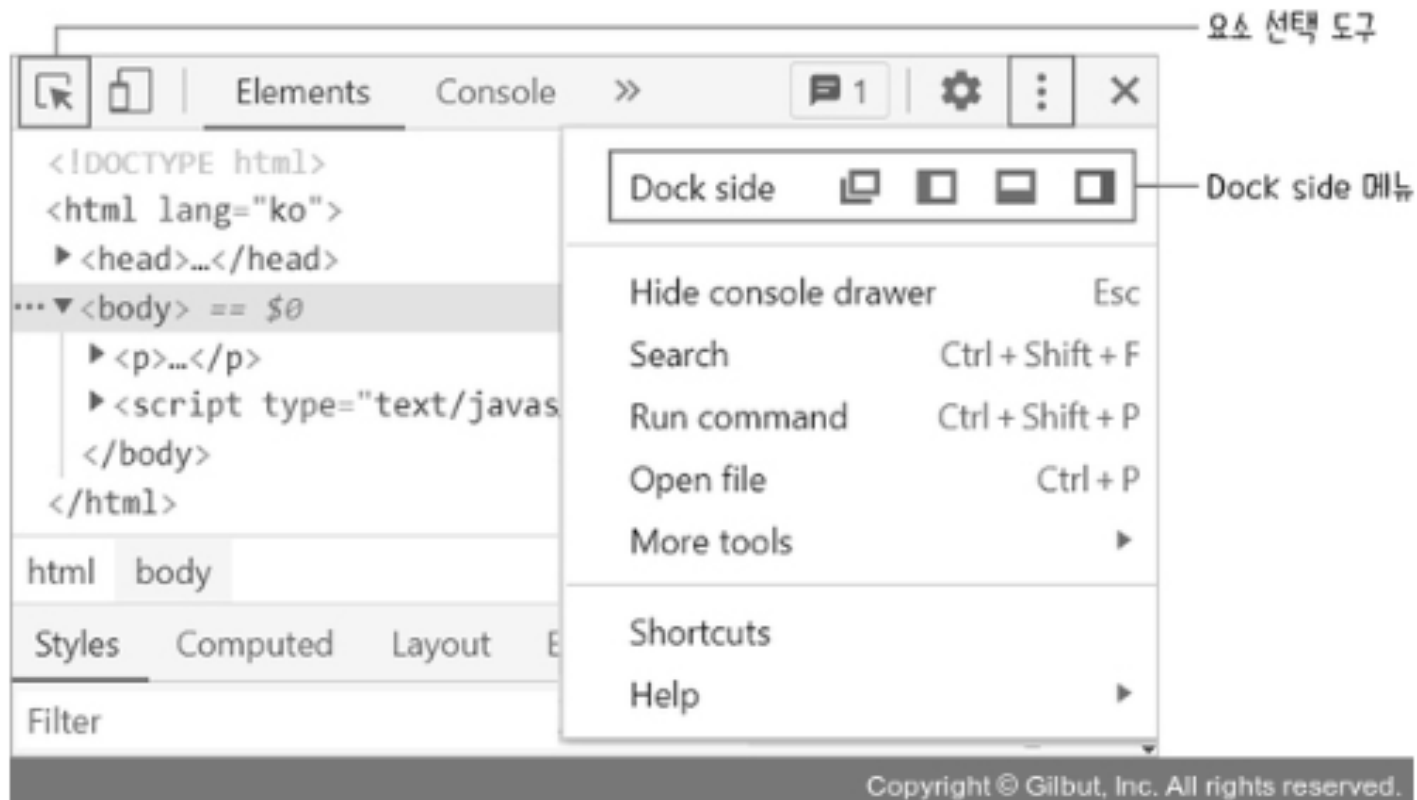 요소 선택 도구
Elements Console » 1
<!DOCTYPE html>
<html lang="ko">
<head>…</head>
Dock side
Dock side 메뉴
… <body> == $0
Hide console drawer Esc
<p>…</p>
Search Ctrl + Shift + F
<script type="text/javas
Run command Ctrl + Shift + P
</body>
Open file Ctrl + P
</html>
More tools
html body
Styles Computed Layout E
Shortcuts
Help
Filter
Copyright © Gilbut, Inc. All rights reserved.